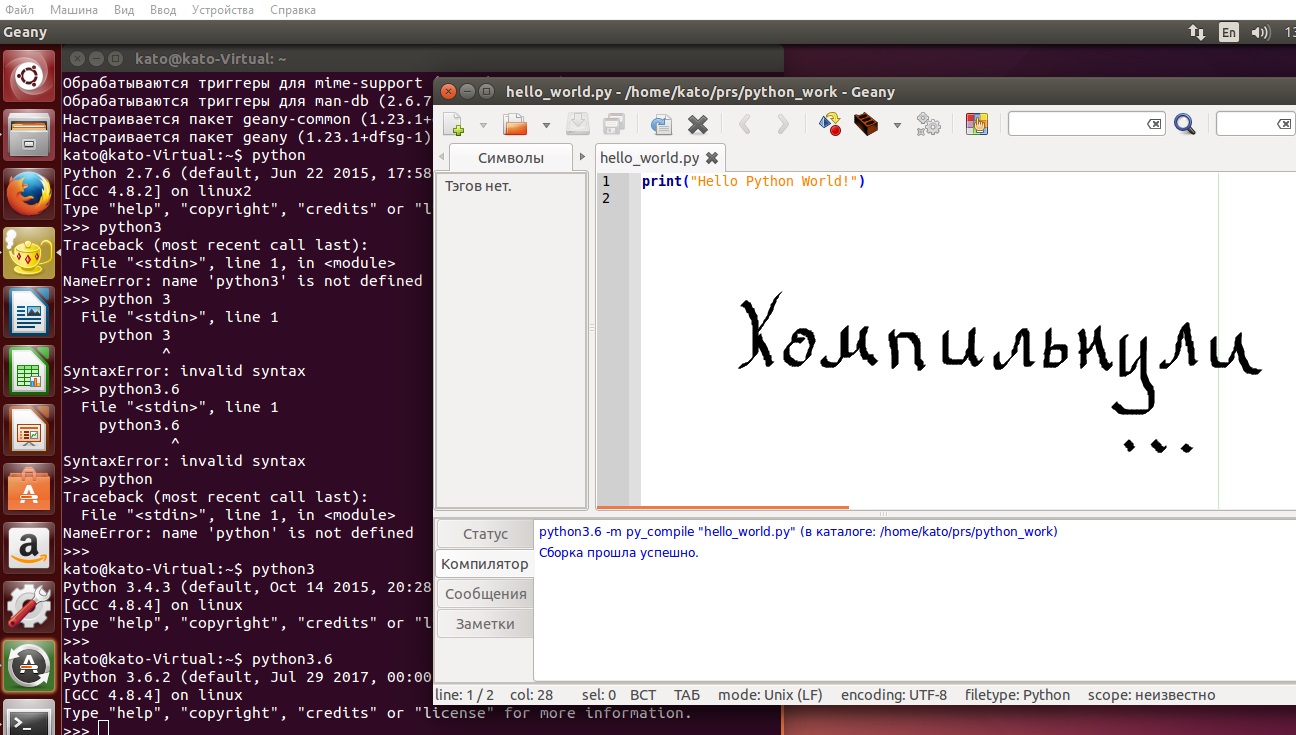 Файл Машина Вид Ввод Устройства Справка
Geany
En
kato@kato-Virtual: ~
Обрабатываются триггеры для mime-support
Обрабатываются триггеры для man-db (2.6.7
Настраивается пакет geany-common (1.23.1+
Настраивается пакет geany (1.23.1+dfsg-1)
kato@kato-Virtual:~$ python
Python 2.7.6 (default, Jun 22 2015, 17:58
[GCC 4.8.2] on linux2
Type "help", "copyright", "credits" or "l
>>> python3
Traceback (most recent call last):
  File "<stdin>", line 1, in <module>
NameError: name 'python3' is not defined
>>> python 3
  File "<stdin>", line 1
    python 3
           ^
SyntaxError: invalid syntax
>>> python3.6
  File "<stdin>", line 1
    python3.6
            ^
SyntaxError: invalid syntax
>>> python
Traceback (most recent call last):
  File "<stdin>", line 1, in <module>
NameError: name 'python' is not defined
>>>
kato@kato-Virtual:~$ python3
Python 3.4.3 (default, Oct 14 2015, 20:28
[GCC 4.8.4] on linux
Type "help", "copyright", "credits" or "l
>>>
kato@kato-Virtual:~$ python3.6
Python 3.6.2 (default, Jul 29 2017, 00:00
[GCC 4.8.4] on linux
Type "help", "copyright", "credits" or "license" for more information.
>>>
hello_world.py - /home/kato/prs/python_work - Geany
Символы
Тэгов нет.
hello_world.py
1 print("Hello Python World!")
2
Компильнули
...
Статус
Компилятор
Сообщения
Заметки
python3.6 -m py_compile "hello_world.py" (в каталоге: /home/kato/prs/python_work)
Сборка прошла успешно.
line: 1 / 2 col: 28 sel: 0 ВСТ ТАБ mode: Unix (LF) encoding: UTF-8 filetype: Python scope: неизвестно